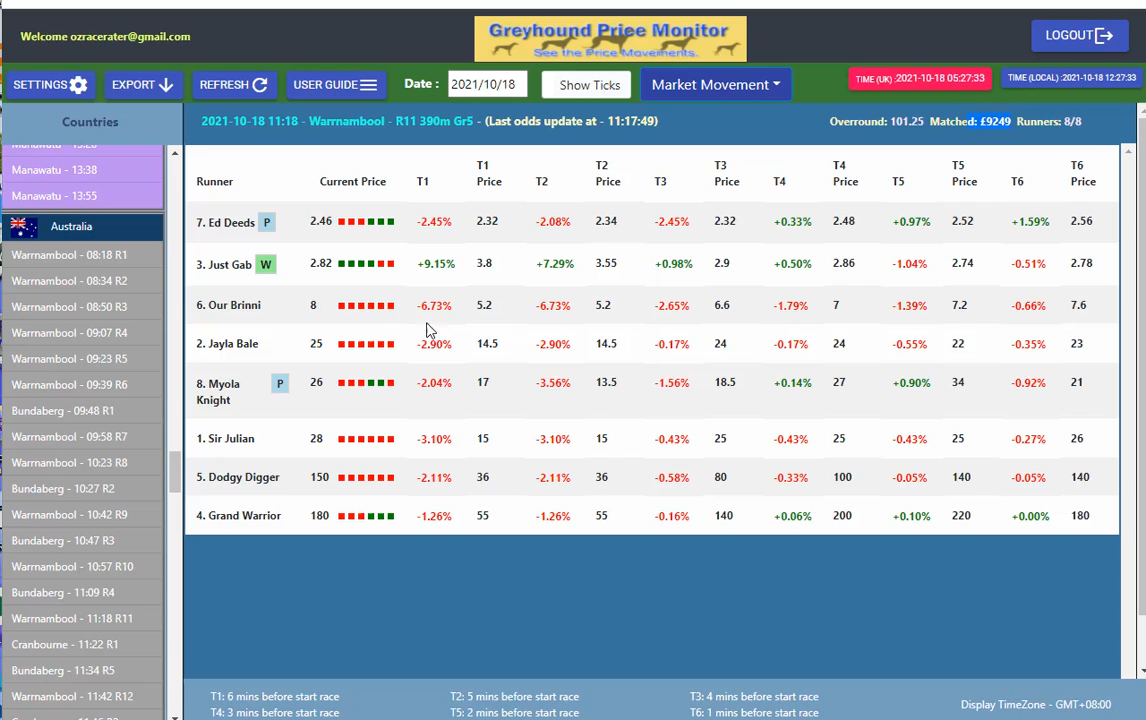 Welcome ozracerater@gmail.com
Greyhound Price Monitor
See the Price Movements.
LOGOUT
SETTINGS
EXPORT
REFRESH
USER GUIDE
Date :
2021/10/18
Show Ticks
Market Movement
TIME (UK) :2021-10-18 05:27:33
TIME (LOCAL) :2021-10-18 12:27:33
Countries
2021-10-18 11:18 - Warrnambool - R11 390m Gr5 - (Last odds update at - 11:17:49)
Overround: 101.25 Matched: £9249 Runners: 8/8
Manawatu - 13:38
Manawatu - 13:55
Australia
Warrnambool - 08:18 R1
Warrnambool - 08:34 R2
Warrnambool - 08:50 R3
Warrnambool - 09:07 R4
Warrnambool - 09:23 R5
Warrnambool - 09:39 R6
Bundaberg - 09:48 R1
Warrnambool - 09:58 R7
Warrnambool - 10:23 R8
Bundaberg - 10:27 R2
Warrnambool - 10:42 R9
Bundaberg - 10:47 R3
Warrnambool - 10:57 R10
Bundaberg - 11:09 R4
Warrnambool - 11:18 R11
Cranbourne - 11:22 R1
Bundaberg - 11:34 R5
Warrnambool - 11:42 R12
Runner Current Price T1 T1 Price T2 T2 Price T3 T3 Price T4 T4 Price T5 T5 Price T6 T6 Price
7. Ed Deeds P 2.46 -2.45% 2.32 -2.08% 2.34 -2.45% 2.32 +0.33% 2.48 +0.97% 2.52 +1.59% 2.56
3. Just Gab W 2.82 +9.15% 3.8 +7.29% 3.55 +0.98% 2.9 +0.50% 2.86 -1.04% 2.74 -0.51% 2.78
6. Our Brinni 8 -6.73% 5.2 -6.73% 5.2 -2.65% 6.6 -1.79% 7 -1.39% 7.2 -0.66% 7.6
2. Jayla Bale 25 -2.90% 14.5 -2.90% 14.5 -0.17% 24 -0.17% 24 -0.55% 22 -0.35% 23
8. Myola Knight P 26 -2.04% 17 -3.56% 13.5 -1.56% 18.5 +0.14% 27 +0.90% 34 -0.92% 21
1. Sir Julian 28 -3.10% 15 -3.10% 15 -0.43% 25 -0.43% 25 -0.43% 25 -0.27% 26
5. Dodgy Digger 150 -2.11% 36 -2.11% 36 -0.58% 80 -0.33% 100 -0.05% 140 -0.05% 140
4. Grand Warrior 180 -1.26% 55 -1.26% 55 -0.16% 140 +0.06% 200 +0.10% 220 +0.00% 180
T1: 6 mins before start race
T2: 5 mins before start race
T3: 4 mins before start race
T4: 3 mins before start race
T5: 2 mins before start race
T6: 1 mins before start race
Display TimeZone - GMT+08:00